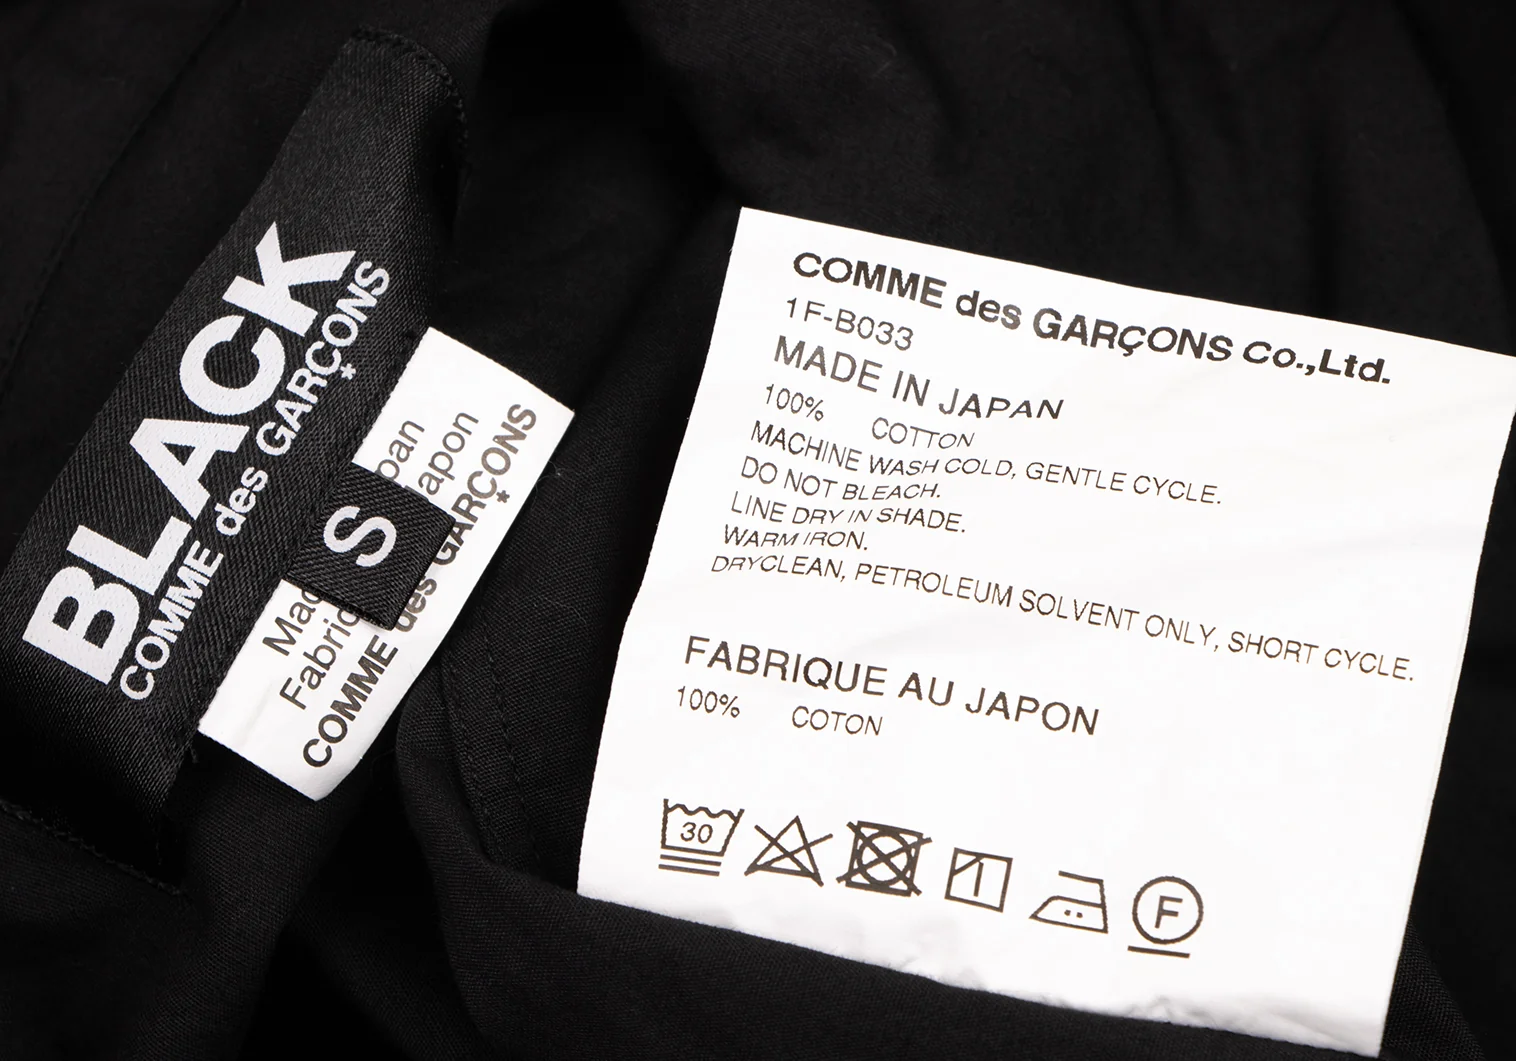 BLACK
COMME des GARÇONS
S
COMME des GARÇONS
COMME des GARÇONS Co.,Ltd.
1F-B033
MADE IN JAPAN
100% COTTON
MACHINE WASH COLD, GENTLE CYCLE.
DO NOT BLEACH.
LINE DRY IN SHADE.
WARM IRON.
DRYCLEAN, PETROLEUM SOLVENT ONLY, SHORT CYCLE.
FABRIQUE AU JAPON
100% COTON
30
F